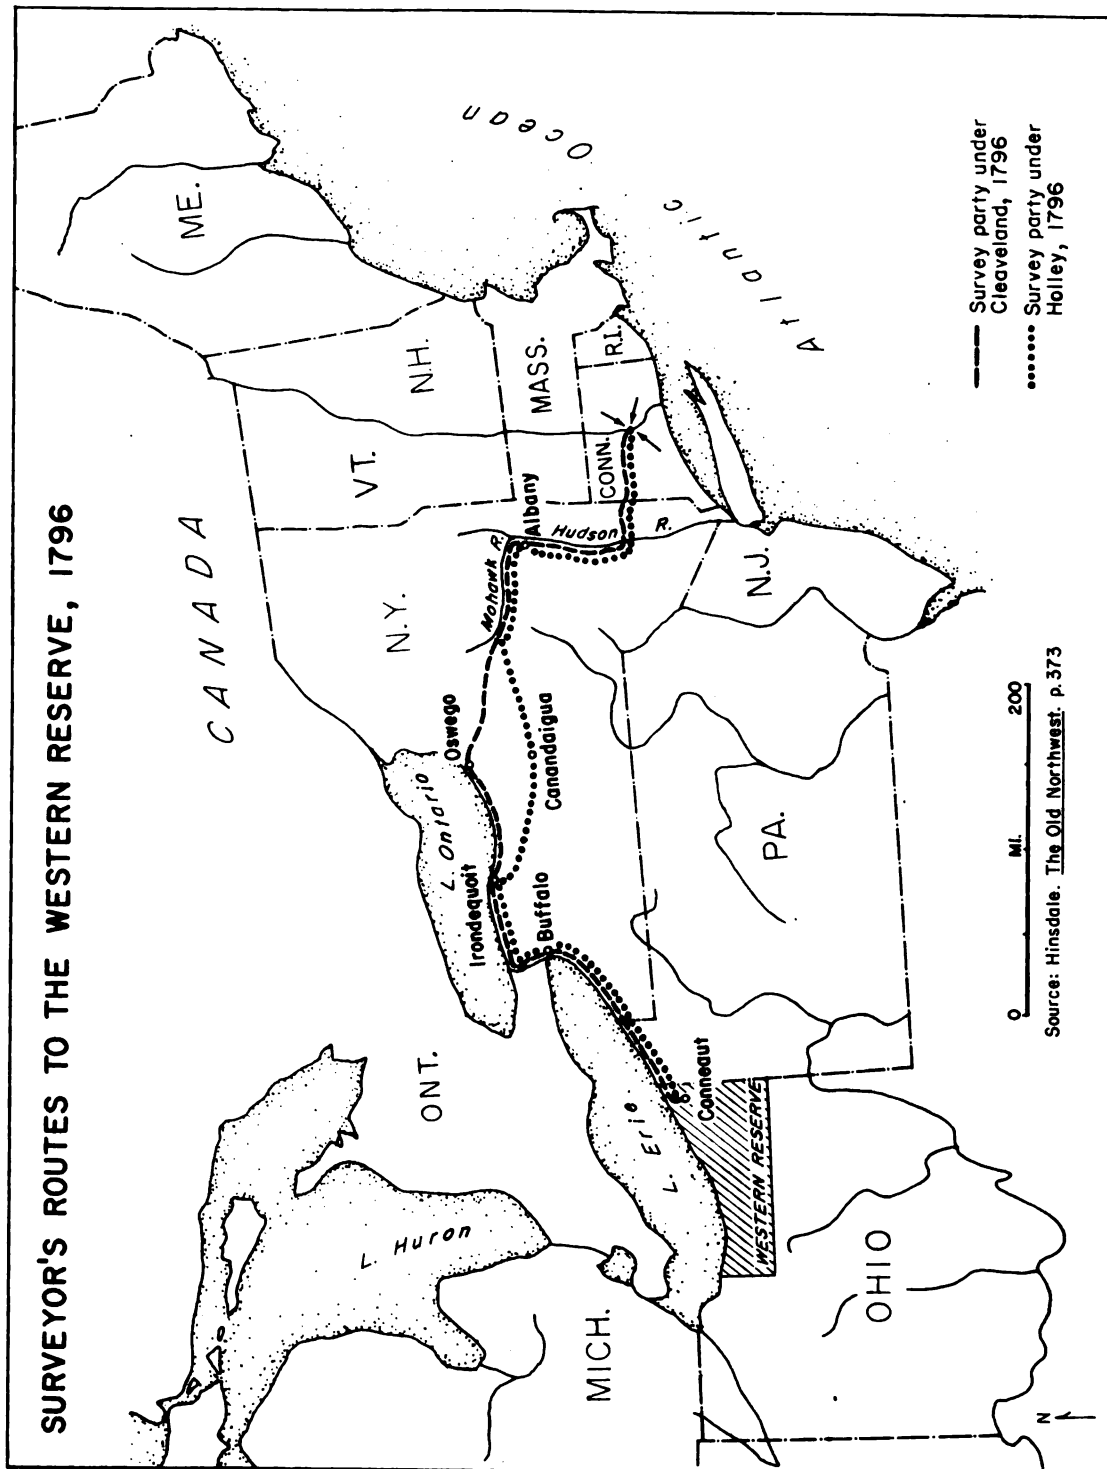 SURVEYOR'S ROUTES TO THE WESTERN RESERVE, 1796
CANADA
ME.
VT.
N.H.
MASS.
R.I.
CONN.
N.Y.
N.J.
PA.
ONT.
MICH.
OHIO
L. Huron
L. Ontario
L. Erie
Mohawk R.
Hudson R.
Albany
Oswego
Canandaigua
Irondequoit
Buffalo
Conneaut
WESTERN RESERVE
Atlantic Ocean
Survey party under
Cleaveland, 1796
Survey party under
Holley, 1796
0 MI. 200
Source: Hinsdale. The Old Northwest. p. 373
N